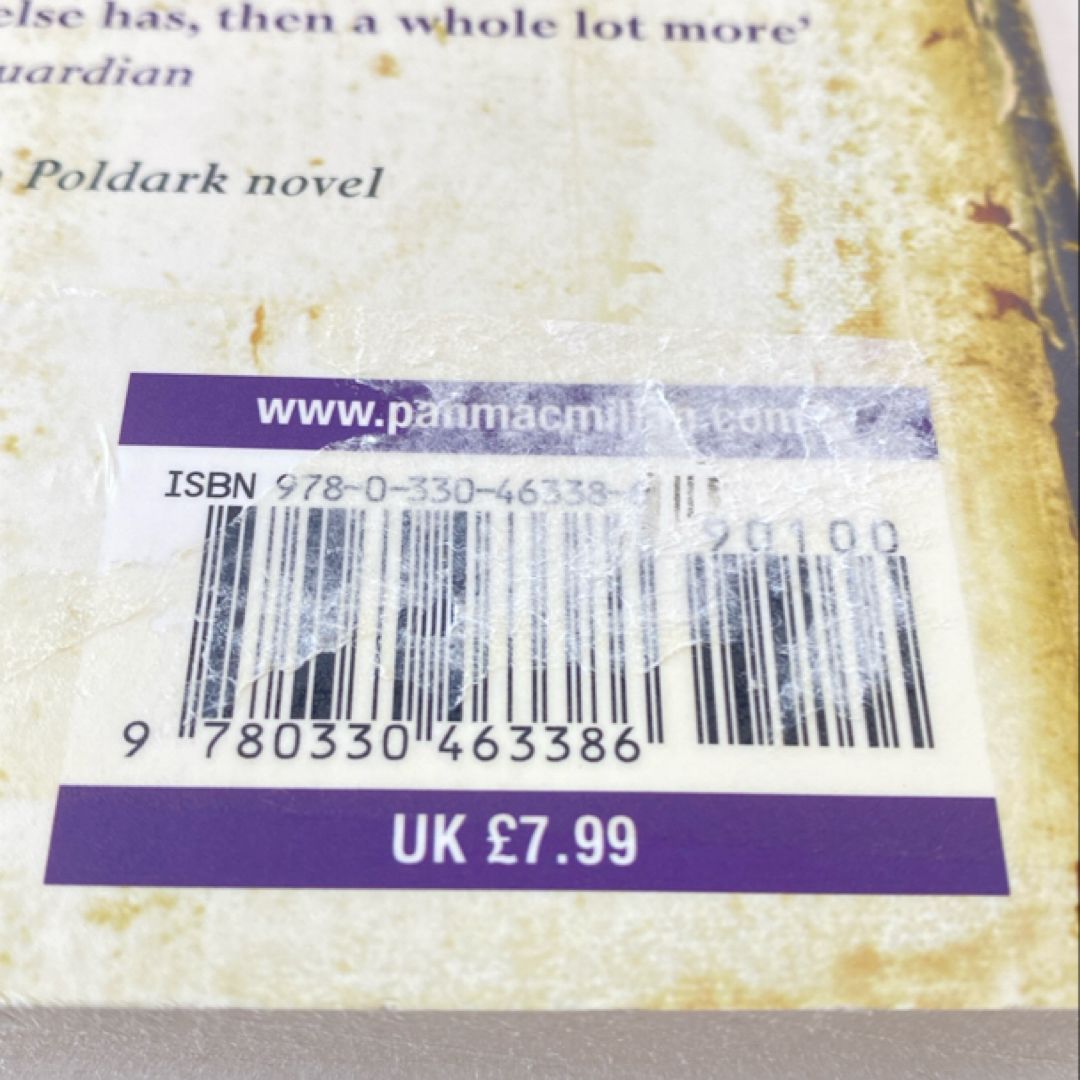 else has, then a whole lot more'
uardian
Poldark novel
www.panmacmillan.com
ISBN 978-0-330-46338-6
90100
9 780330 463386
UK £7.99